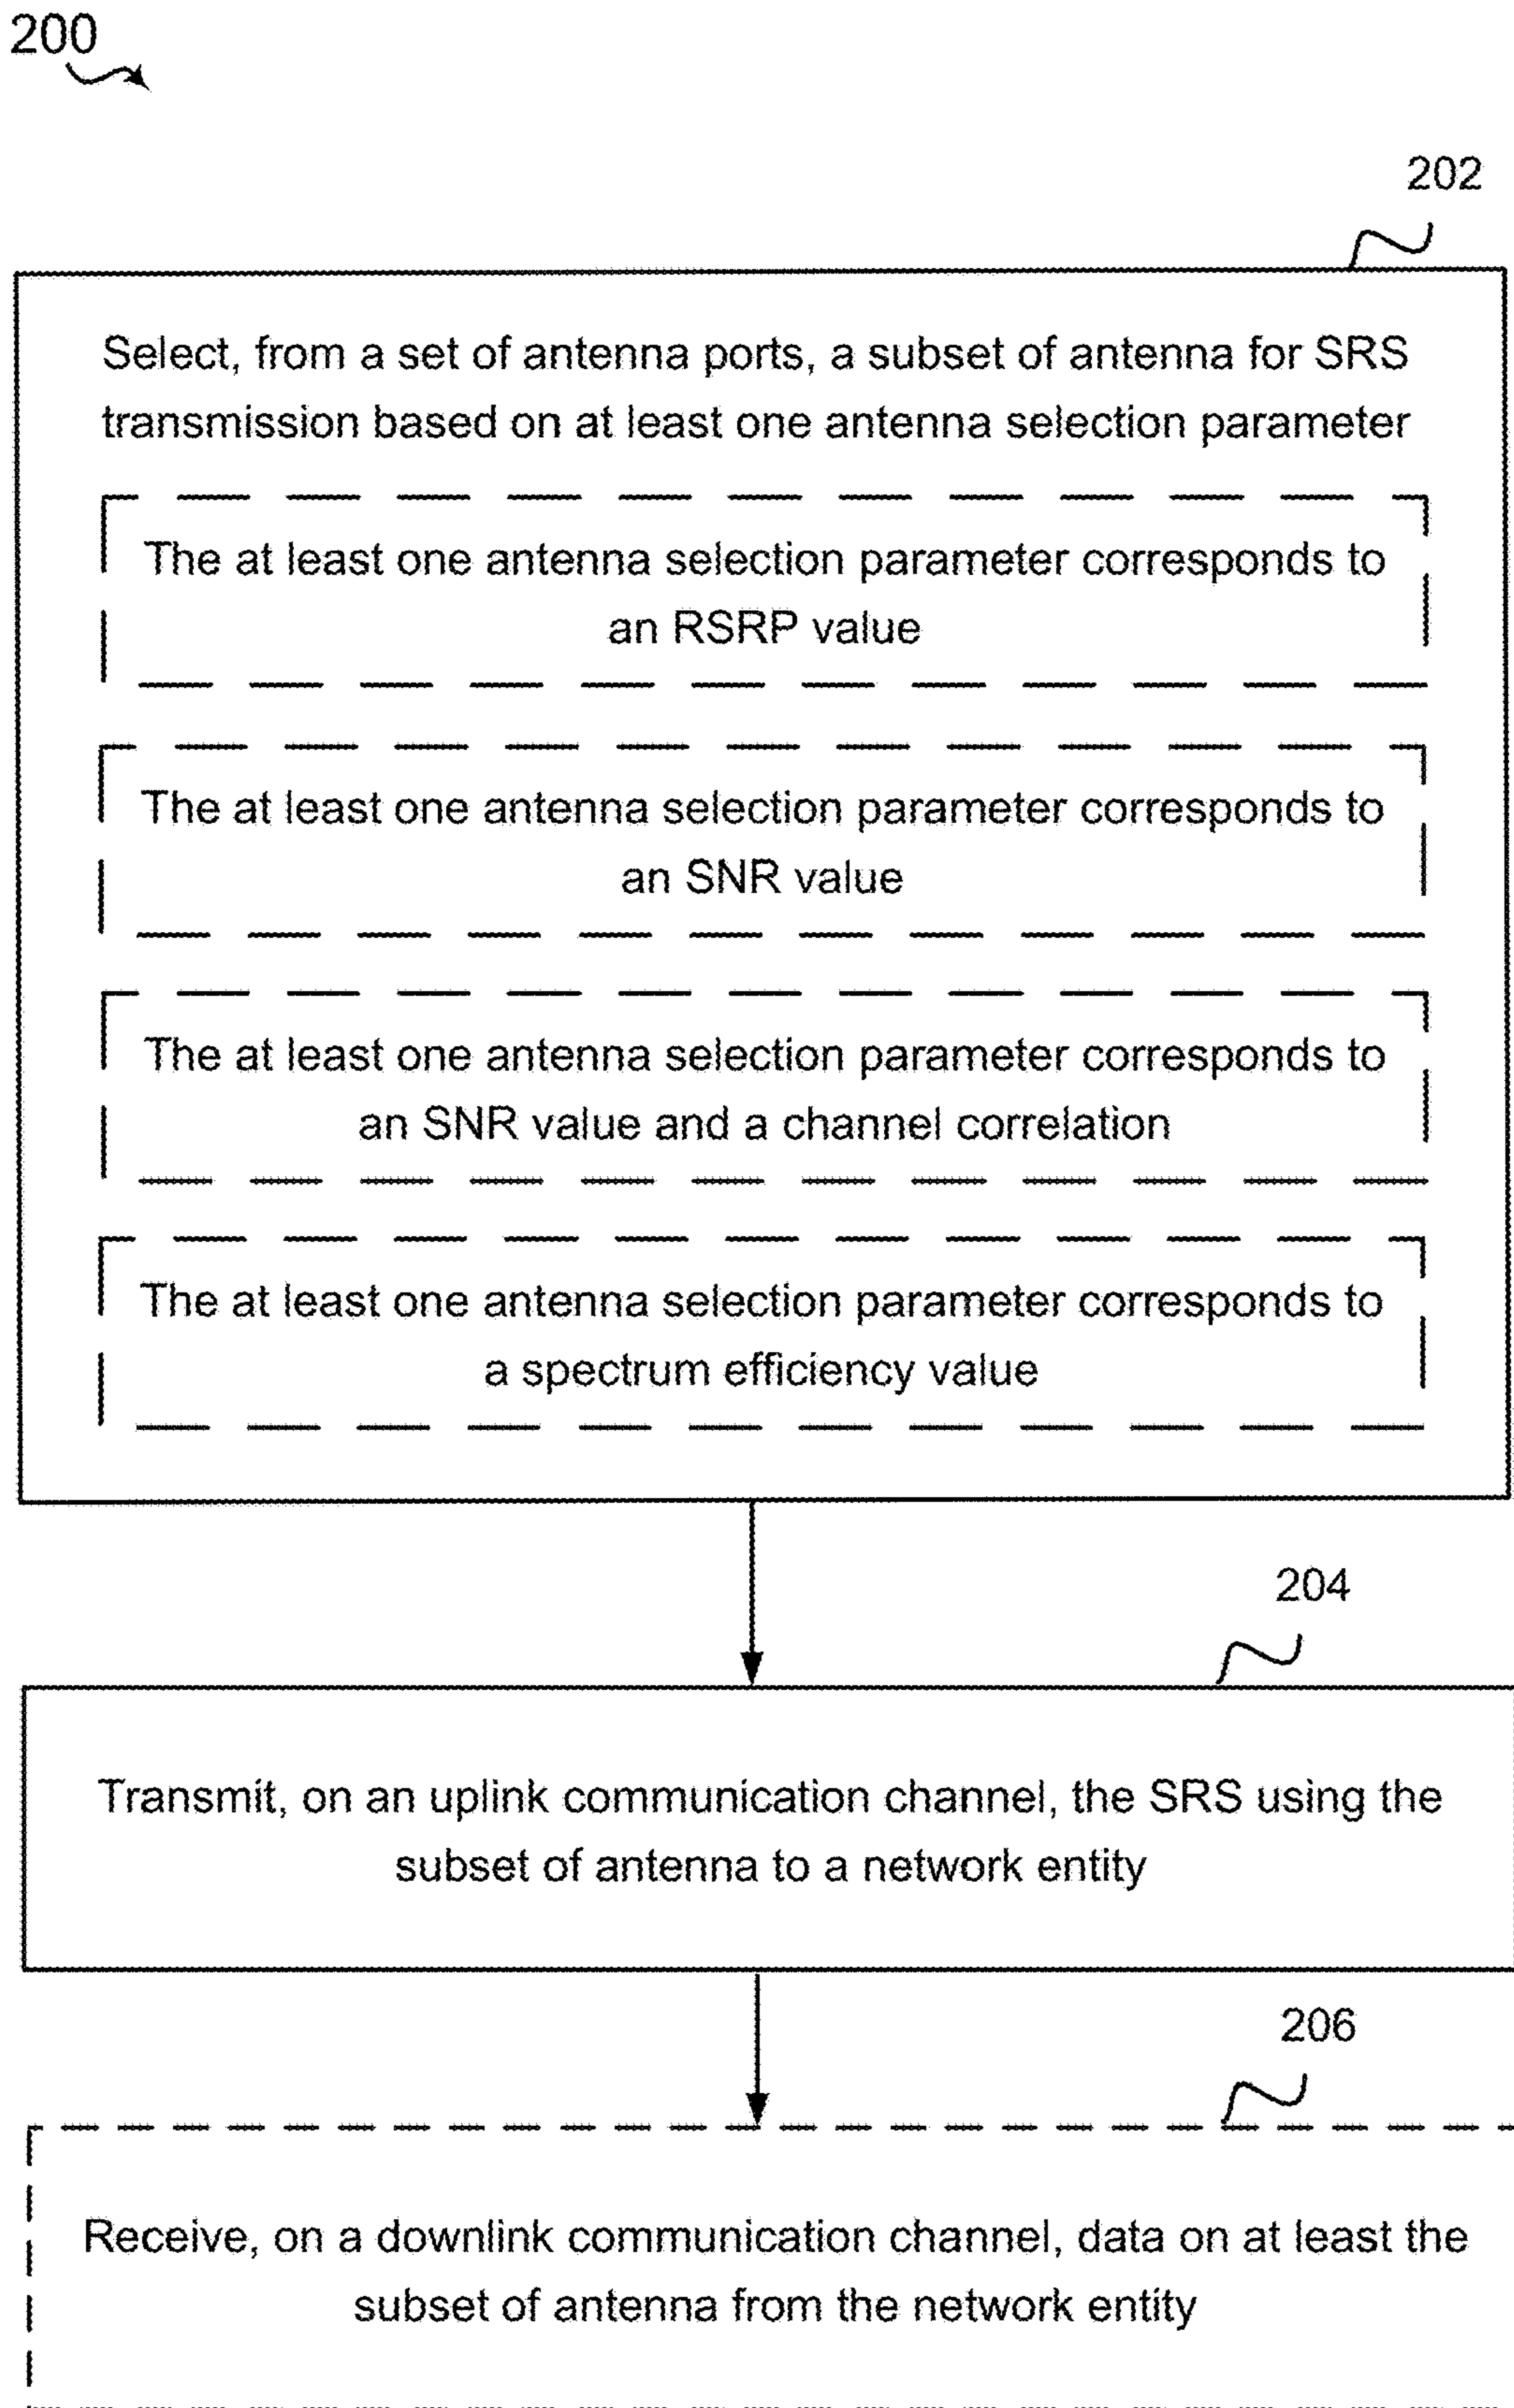 200
202
Select, from a set of antenna ports, a subset of antenna for SRS
transmission based on at least one antenna selection parameter
The at least one antenna selection parameter corresponds to
an RSRP value
The at least one antenna selection parameter corresponds to
an SNR value
The at least one antenna selection parameter corresponds to
an SNR value and a channel correlation
The at least one antenna selection parameter corresponds to
a spectrum efficiency value
204
Transmit, on an uplink communication channel, the SRS using the
subset of antenna to a network entity
206
Receive, on a downlink communication channel, data on at least the
subset of antenna from the network entity